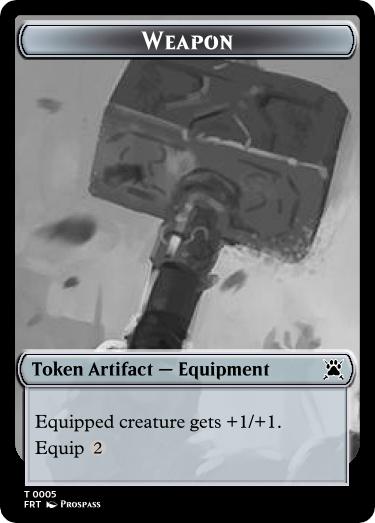 Weapon
Token Artifact — Equipment
Equipped creature gets +1/+1.
Equip 2
T 0005
FRT Prospass